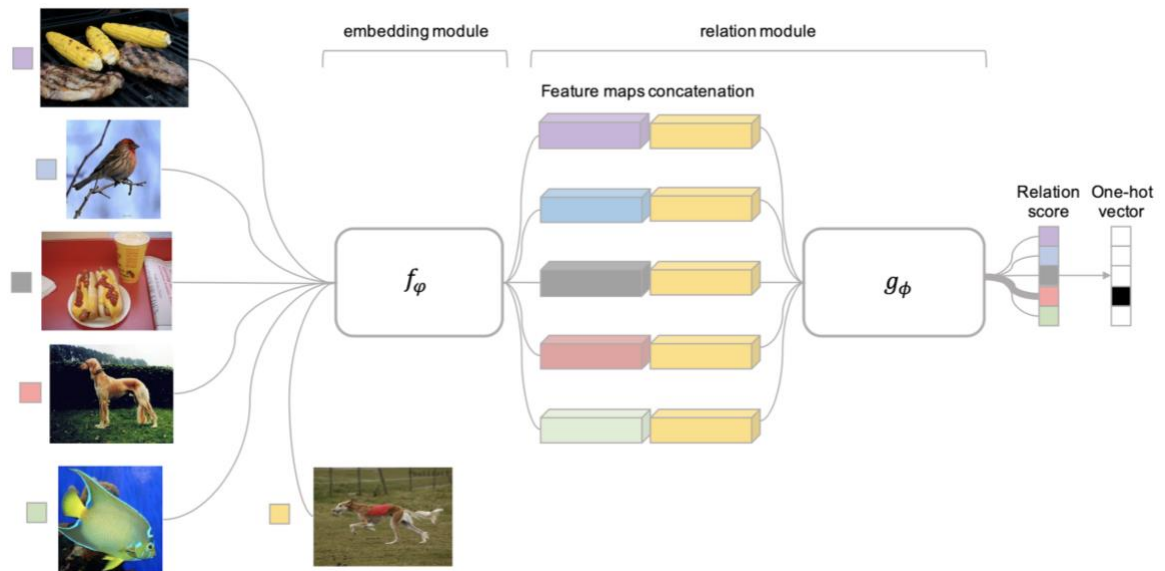 embedding module
relation module
Feature maps concatenation
Relation
score
One-hot
vector
f_φ
g_ϕ